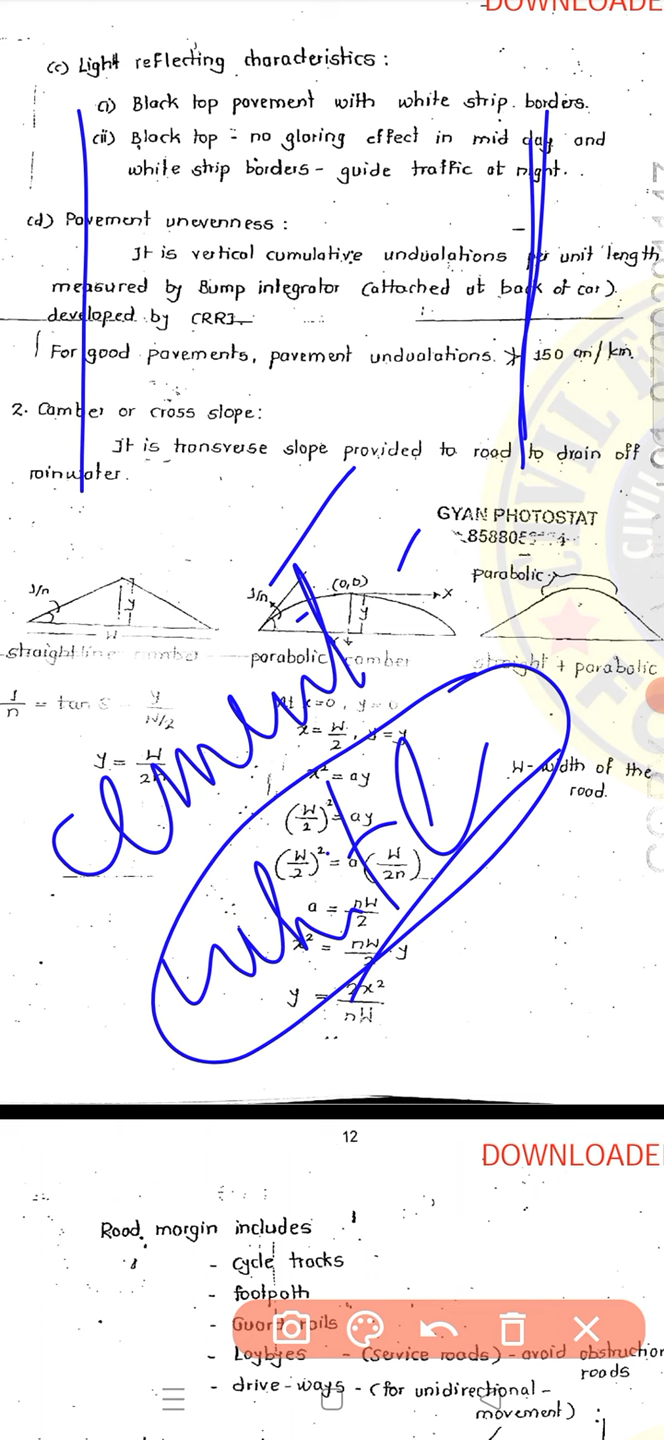 DOWNLOADE
(c) Light reflecting characteristics :
(i) Black top pavement with white strip borders.
(ii) Black top - no glaring effect in mid day and
white ship borders - guide traffic at night.
(d) Pavement unevenness :
It is vertical cumulative undualations per unit length
measured by Bump integrator (attached at back of car)
developed by CRRI
For good pavements, pavement undualations ≯ 150 cm/km.
2. Camber or cross slope:
It is transverse slope provided to road to drain off
rainwater.
GYAN PHOTOSTAT
parabolic
1/n
y
W
1/n
(0,0)
x
y
straight line camber
parabolic camber
straight + parabolic
1/n = tan = y / W/2
At x=0, y=0
x = W/2, y=y
y = W/2n
x² = ay
W- width of the
road.
(W/2)² = ay
(W/2)² = a (W/2n)
a = nW/2
x² = nW/2 y
y = 2x²/nW
cement
white
12
DOWNLOADE
Road margin includes
- cycle tracks
- footpath
- Guard rails
- Laybyes - (service roads) - avoid obstruction
roads
- drive-ways - (for unidirectional -
movement)